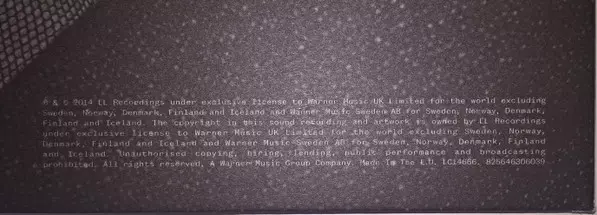 ℗ & © 2014 EL Recordings under exclusive license to Warner Music UK Limited for the world excluding
Sweden, Norway, Denmark, Finland and Iceland and Warner Music Sweden AB for Sweden, Norway, Denmark,
Finland and Iceland. The copyright in this sound recording and artwork is owned by EL Recordings
under exclusive license to Warner Music UK Limited for the world excluding Sweden, Norway,
Denmark, Finland and Iceland and Warner Music Sweden AB for Sweden, Norway, Denmark, Finland
and Iceland. Unauthorised copying, hiring, lending, public performance and broadcasting
prohibited. All rights reserved. A Warner Music Group Company. Made In The E.U. LC14666. 825646306039